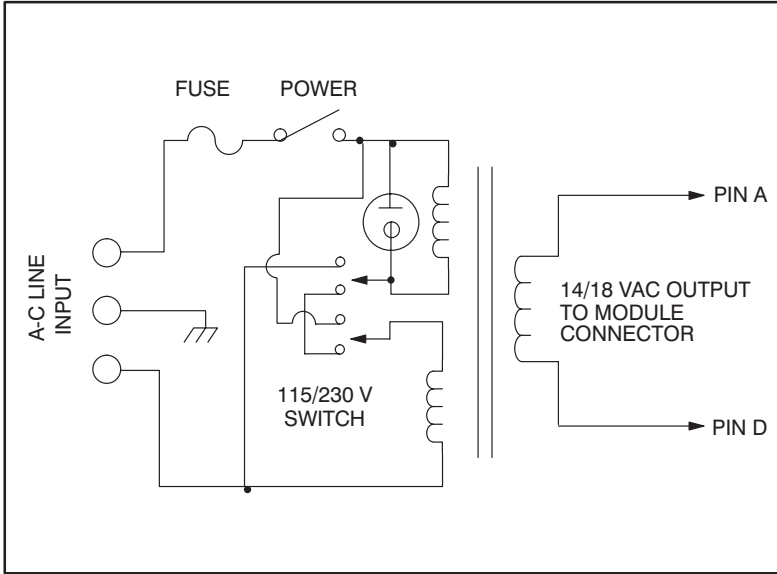 FUSE
POWER
A-C LINE
INPUT
PIN A
14/18 VAC OUTPUT
TO MODULE
CONNECTOR
115/230 V
SWITCH
PIN D